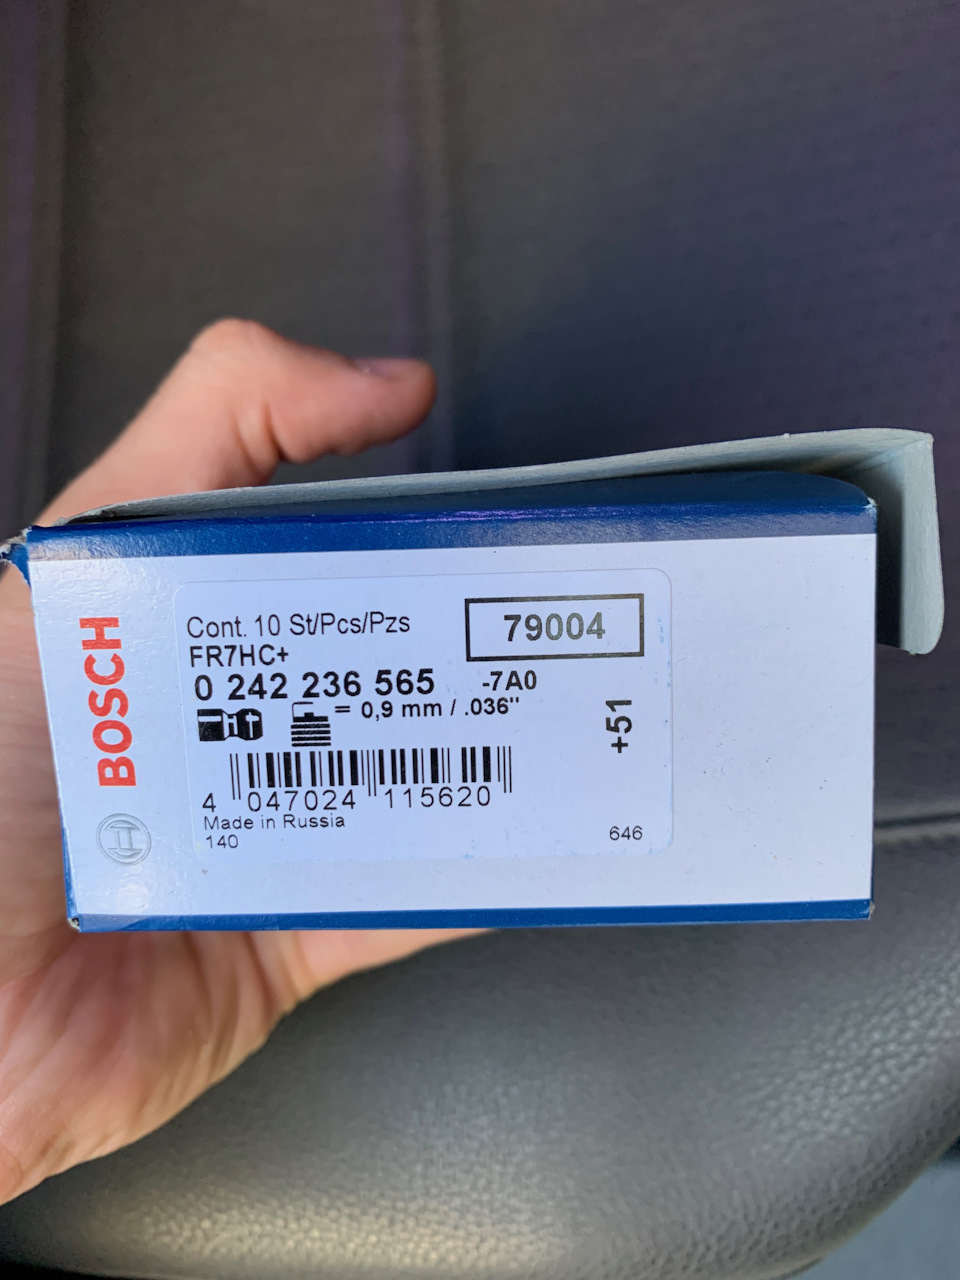 BOSCH
Cont. 10 St/Pcs/Pzs
79004
FR7HC+
0 242 236 565 -7A0
= 0,9 mm / .036"
+51
4 047024 115620
Made in Russia
140
646